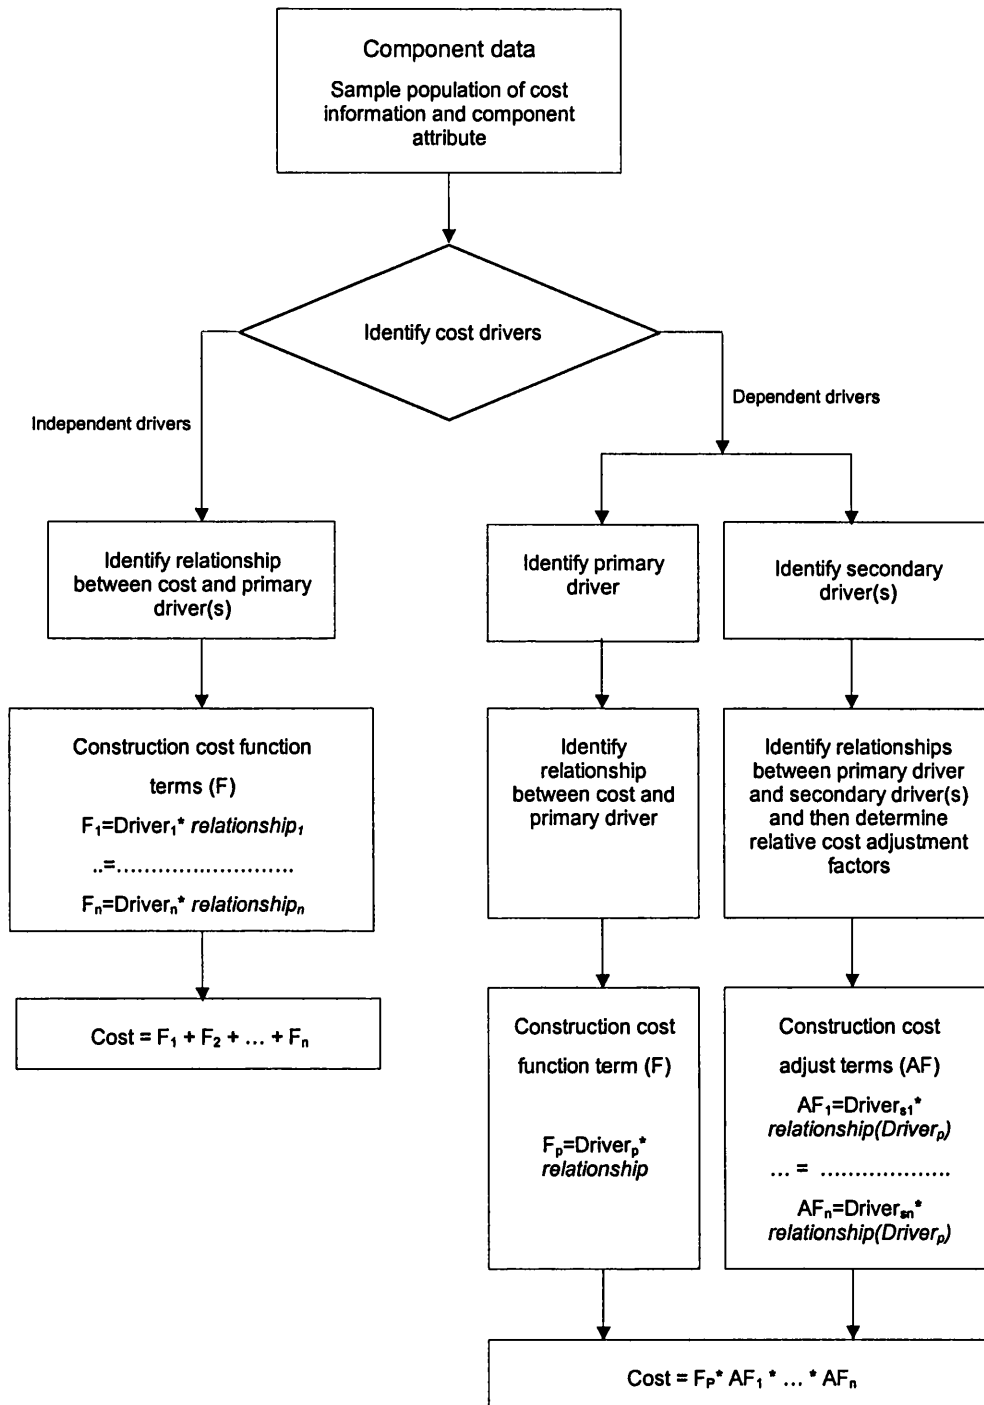 Component data
Sample population of cost
information and component
attribute
Identify cost drivers
Independent drivers
Dependent drivers
Identify relationship
between cost and primary
driver(s)
Identify primary
driver
Identify secondary
driver(s)
Construction cost function
terms (F)
F₁=Driver₁* relationship₁
..=..........................
Fₙ=Driverₙ* relationshipₙ
Identify
relationship
between cost and
primary driver
Identify relationships
between primary driver
and secondary driver(s)
and then determine
relative cost adjustment
factors
Cost = F₁ + F₂ + ... + Fₙ
Construction cost
function term (F)
Fₚ=Driverₚ*
relationship
Construction cost
adjust terms (AF)
AF₁=Driverₛ₁*
relationship(Driverₚ)
... = ...................
AFₙ=Driverₛₙ*
relationship(Driverₚ)
Cost = Fₚ* AF₁ * ... * AFₙ